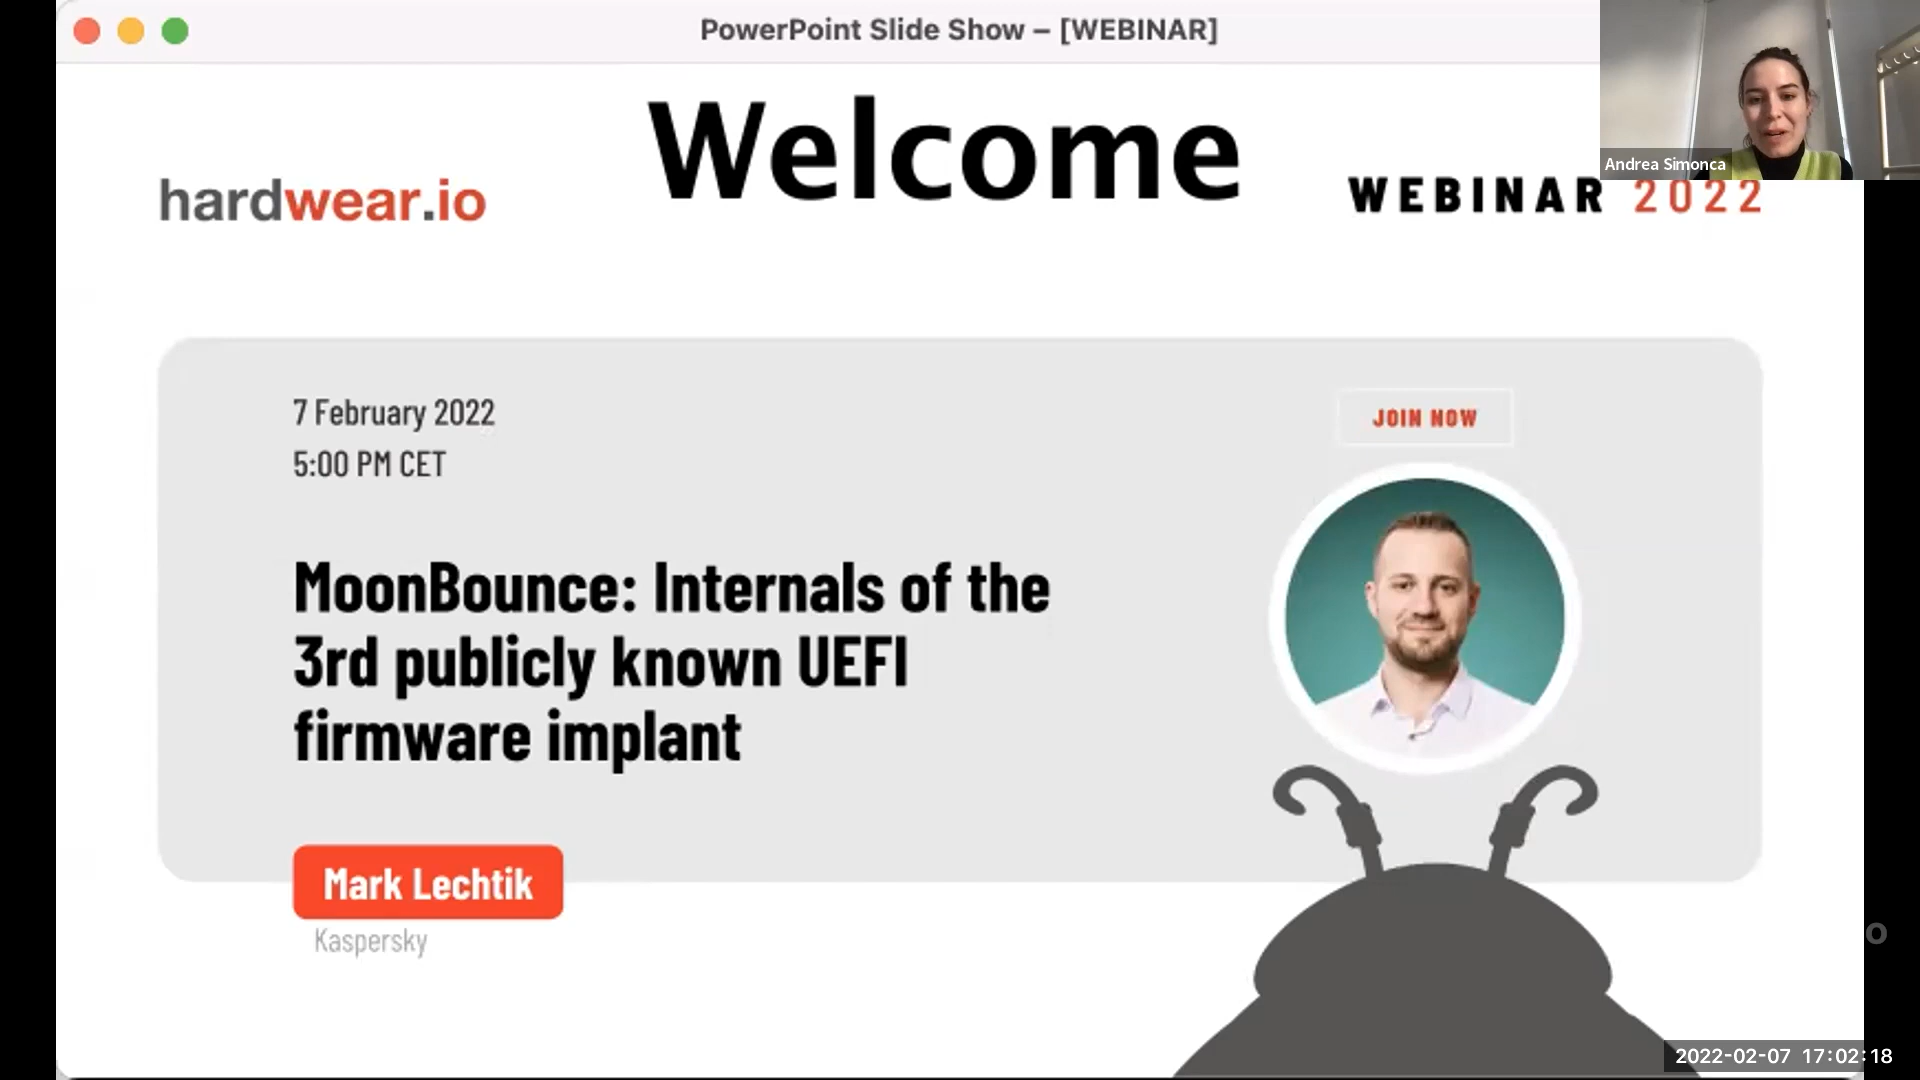 PowerPoint Slide Show – [WEBINAR]
Welcome
Andrea Simonca
hardwear.io
WEBINAR 2022
7 February 2022
5:00 PM CET
JOIN NOW
MoonBounce: Internals of the
3rd publicly known UEFI
firmware implant
Mark Lechtik
Kaspersky
o
2022-02-07 17:02:18